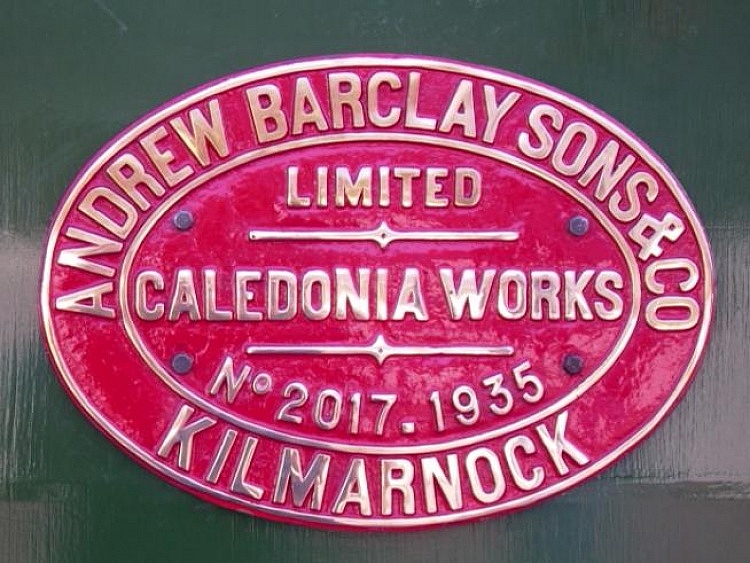 ANDREW BARCLAY SONS & CO
LIMITED
CALEDONIA WORKS
No 2017. 1935
KILMARNOCK